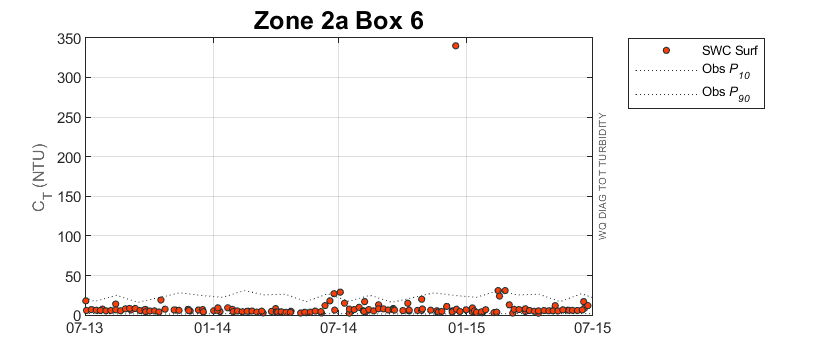 Zone 2a Box 6
350
300
250
200
150
100
50
0
C_T (NTU)
07-13
01-14
07-14
01-15
07-15
WQ DIAG TOT TURBIDITY
SWC Surf
Obs P_10
Obs P_90